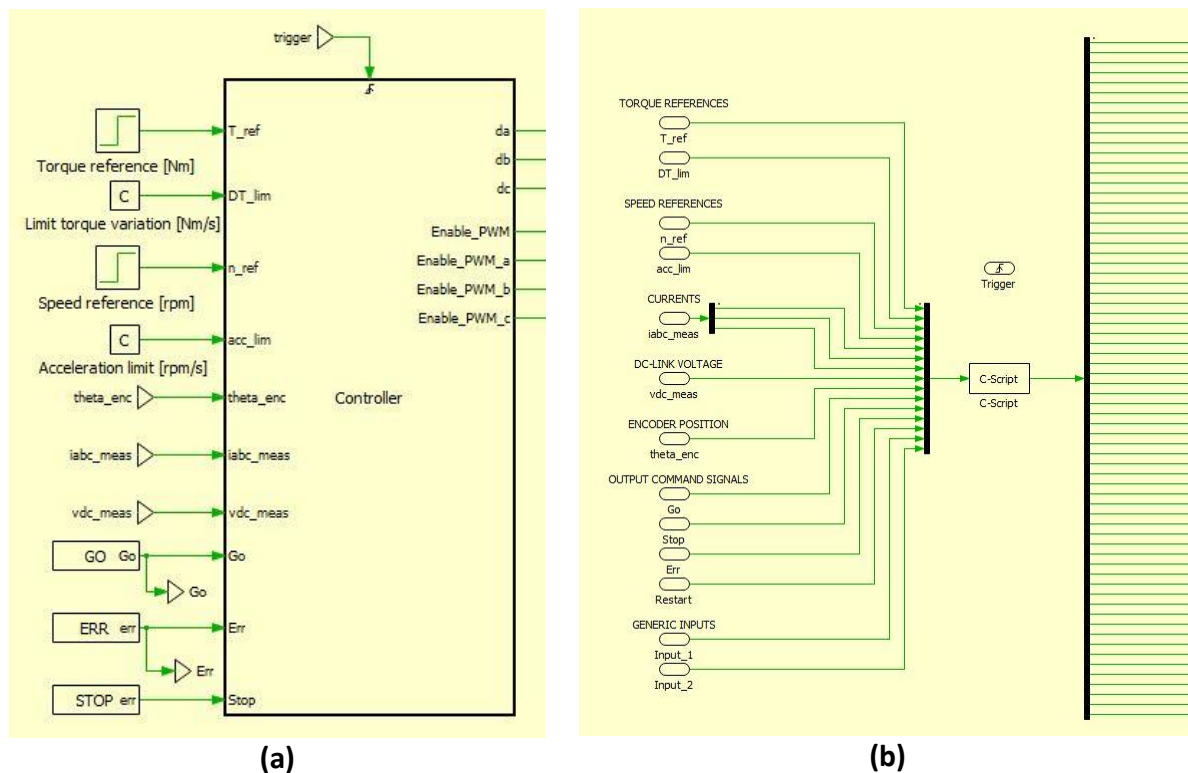 trigger
T_ref
Torque reference [Nm]
C
DT_lim
Limit torque variation [Nm/s]
n_ref
Speed reference [rpm]
C
acc_lim
Acceleration limit [rpm/s]
theta_enc
theta_enc
Controller
iabc_meas
iabc_meas
vdc_meas
vdc_meas
GO Go
Go
Go
ERR err
Err
Err
STOP err
Stop
da
db
dc
Enable_PWM
Enable_PWM_a
Enable_PWM_b
Enable_PWM_c
(a)
TORQUE REFERENCES
T_ref
DT_lim
SPEED REFERENCES
n_ref
acc_lim
CURRENTS
iabc_meas
DC-LINK VOLTAGE
vdc_meas
ENCODER POSITION
theta_enc
OUTPUT COMMAND SIGNALS
Go
Stop
Err
Restart
GENERIC INPUTS
Input_1
Input_2
Trigger
C-Script
C-Script
(b)